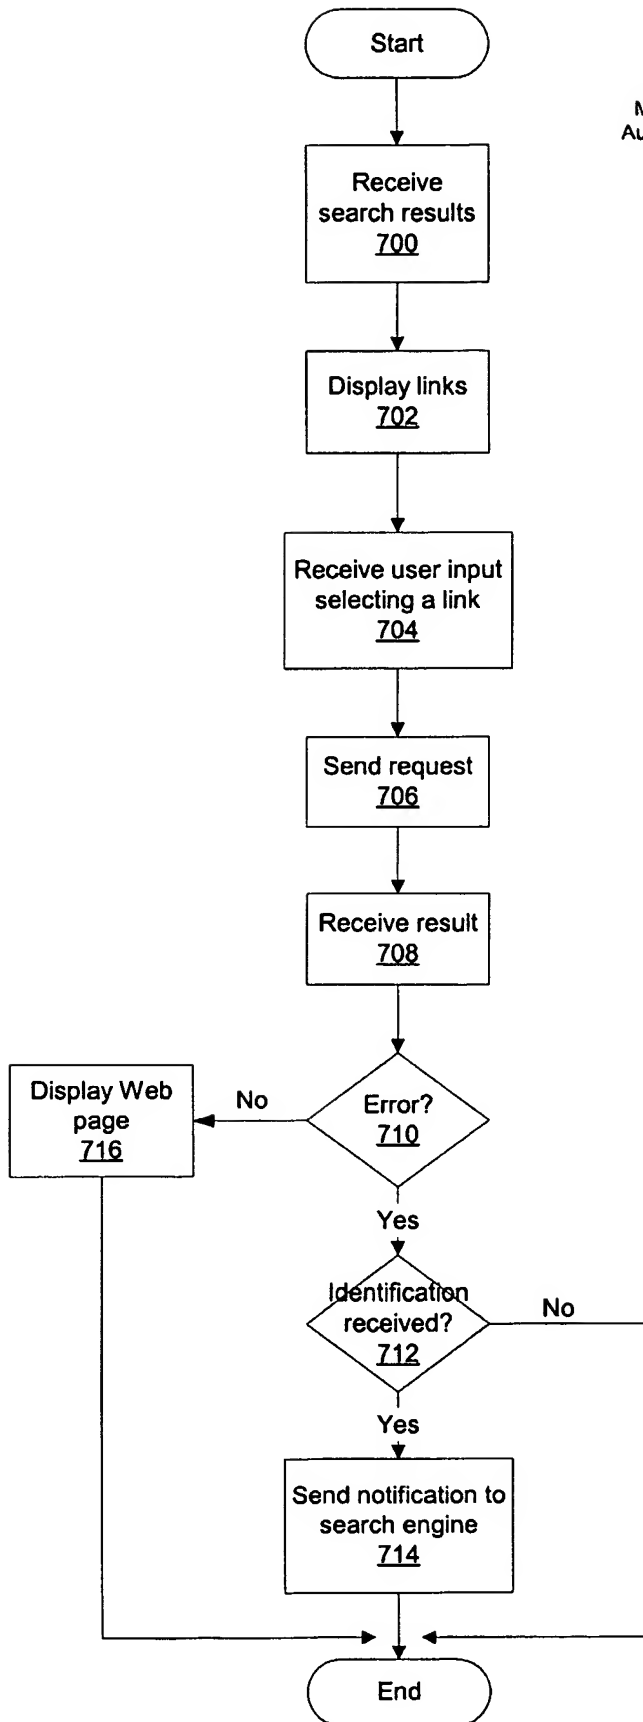 Start
Receive
search results
700
Display links
702
Receive user input
selecting a link
704
Send request
706
Receive result
708
Error?
710
No
Display Web
page
716
Yes
Identification
received?
712
No
Yes
Send notification to
search engine
714
End